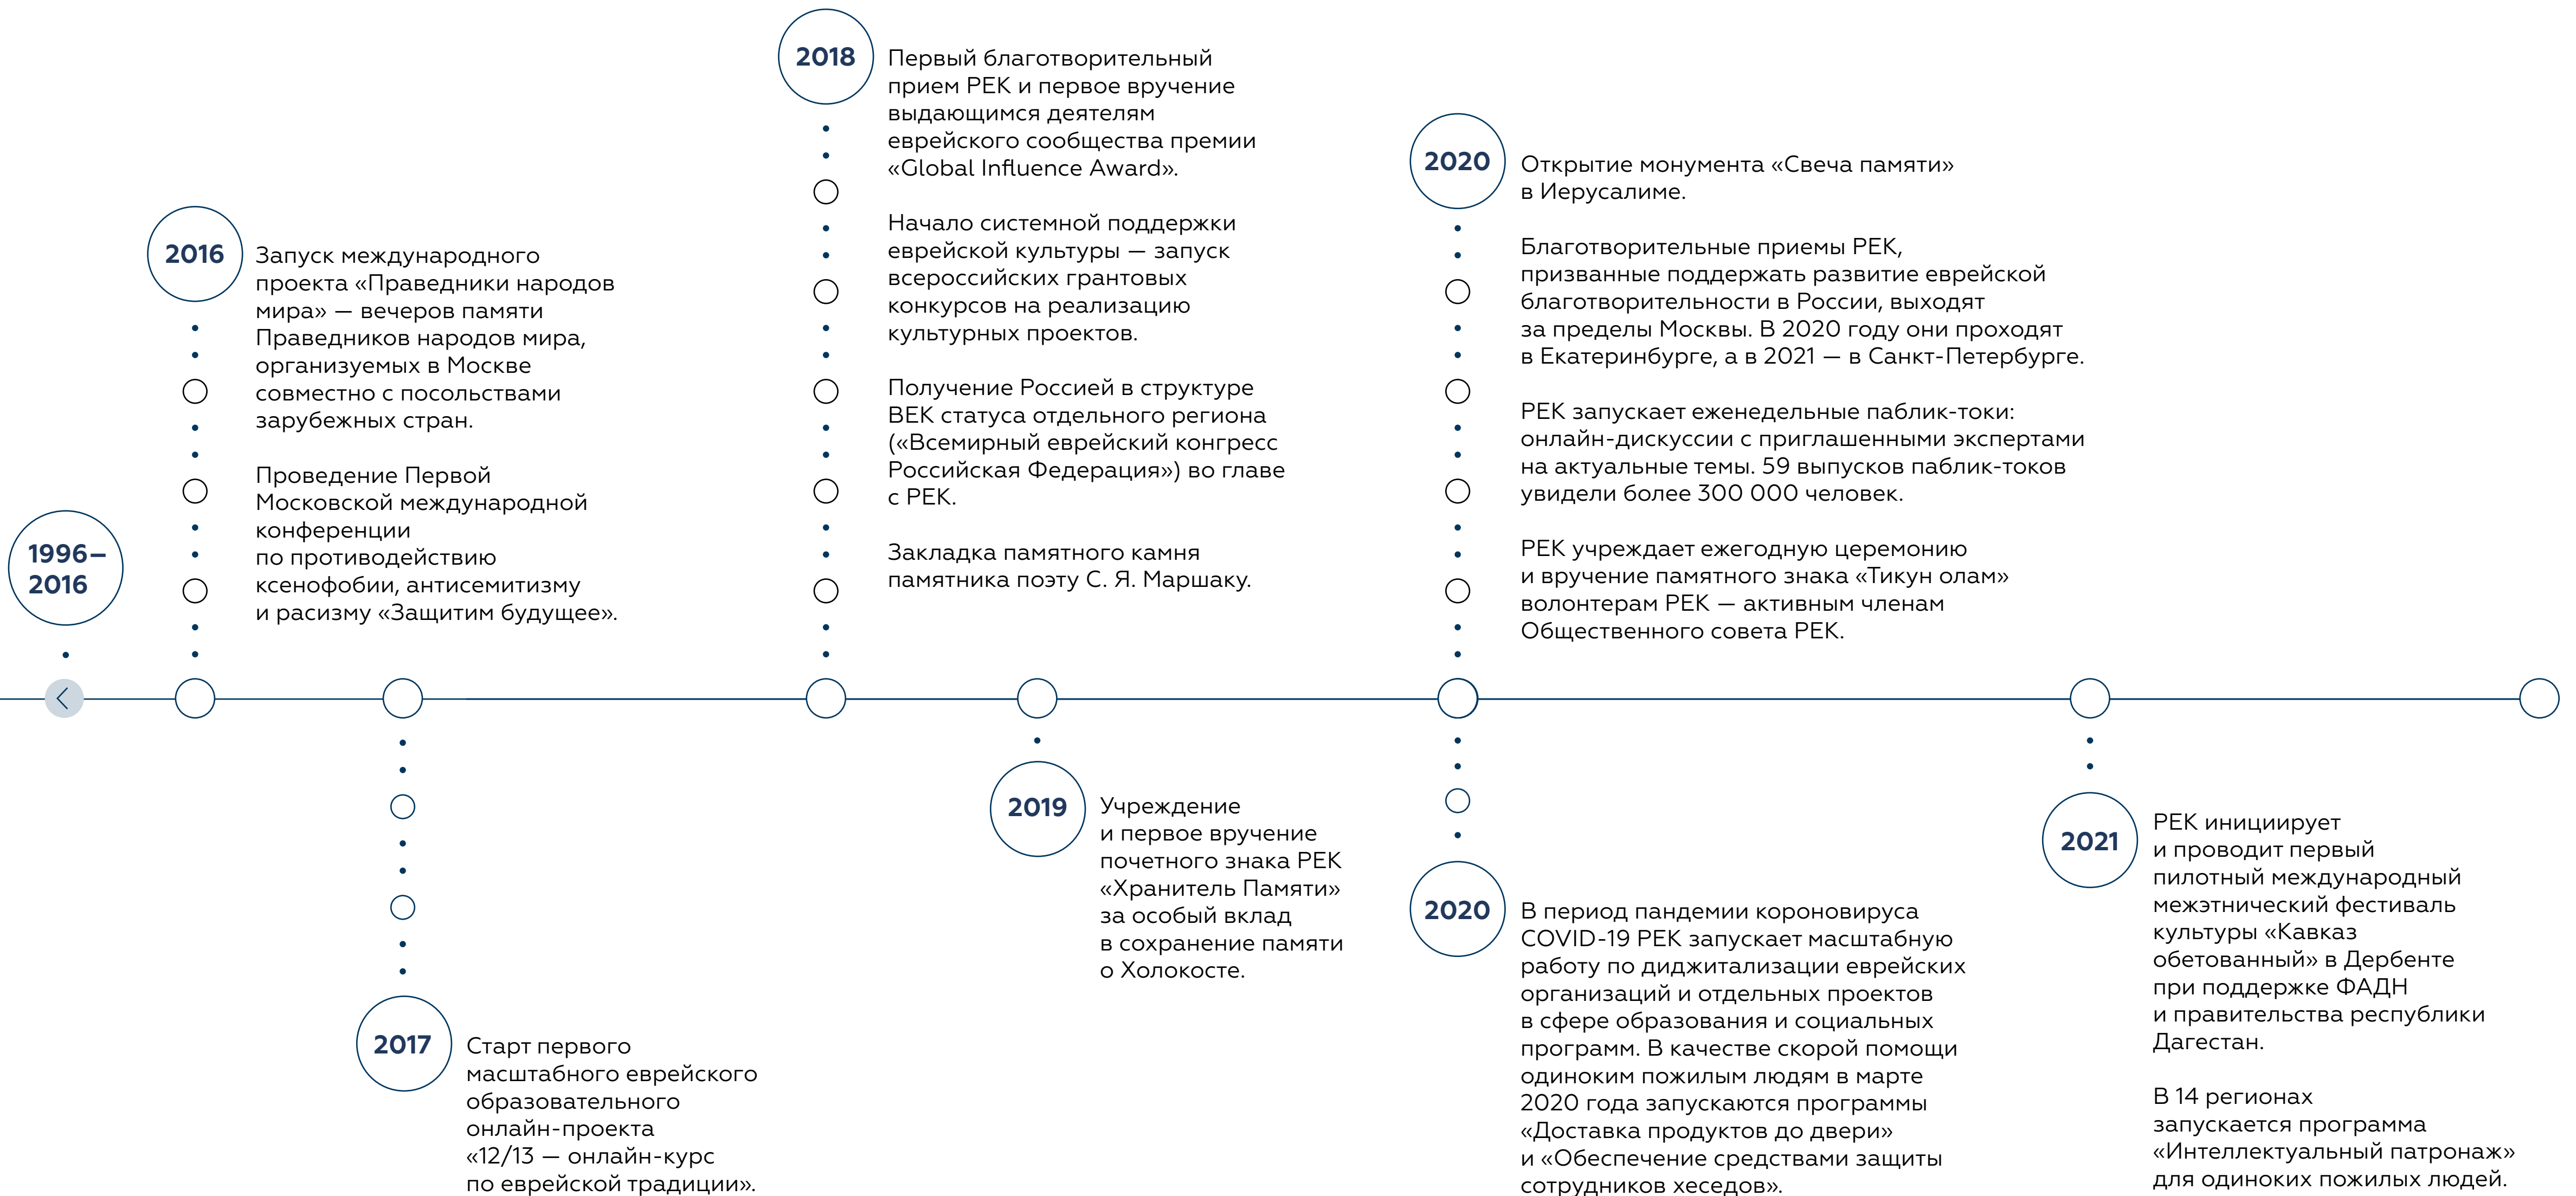 1996–
2016
2016
Запуск международного
проекта «Праведники народов
мира» — вечеров памяти
Праведников народов мира,
организуемых в Москве
совместно с посольствами
зарубежных стран.
Проведение Первой
Московской международной
конференции
по противодействию
ксенофобии, антисемитизму
и расизму «Защитим будущее».
2017
Старт первого
масштабного еврейского
образовательного
онлайн-проекта
«12/13 — онлайн-курс
по еврейской традиции».
2018
Первый благотворительный
прием РЕК и первое вручение
выдающимся деятелям
еврейского сообщества премии
«Global Influence Award».
Начало системной поддержки
еврейской культуры — запуск
всероссийских грантовых
конкурсов на реализацию
культурных проектов.
Получение Россией в структуре
ВЕК статуса отдельного региона
(«Всемирный еврейский конгресс
Российская Федерация») во главе
с РЕК.
Закладка памятного камня
памятника поэту С. Я. Маршаку.
2019
Учреждение
и первое вручение
почетного знака РЕК
«Хранитель Памяти»
за особый вклад
в сохранение памяти
о Холокосте.
2020
Открытие монумента «Свеча памяти»
в Иерусалиме.
Благотворительные приемы РЕК,
призванные поддержать развитие еврейской
благотворительности в России, выходят
за пределы Москвы. В 2020 году они проходят
в Екатеринбурге, а в 2021 — в Санкт-Петербурге.
РЕК запускает еженедельные паблик-токи:
онлайн-дискуссии с приглашенными экспертами
на актуальные темы. 59 выпусков паблик-токов
увидели более 300 000 человек.
РЕК учреждает ежегодную церемонию
и вручение памятного знака «Тикун олам»
волонтерам РЕК — активным членам
Общественного совета РЕК.
2020
В период пандемии короновируса
COVID-19 РЕК запускает масштабную
работу по диджитализации еврейских
организаций и отдельных проектов
в сфере образования и социальных
программ. В качестве скорой помощи
одиноким пожилым людям в марте
2020 года запускаются программы
«Доставка продуктов до двери»
и «Обеспечение средствами защиты
сотрудников хеседов».
2021
РЕК инициирует
и проводит первый
пилотный международный
межэтнический фестиваль
культуры «Кавказ
обетованный» в Дербенте
при поддержке ФАДН
и правительства республики
Дагестан.
В 14 регионах
запускается программа
«Интеллектуальный патронаж»
для одиноких пожилых людей.